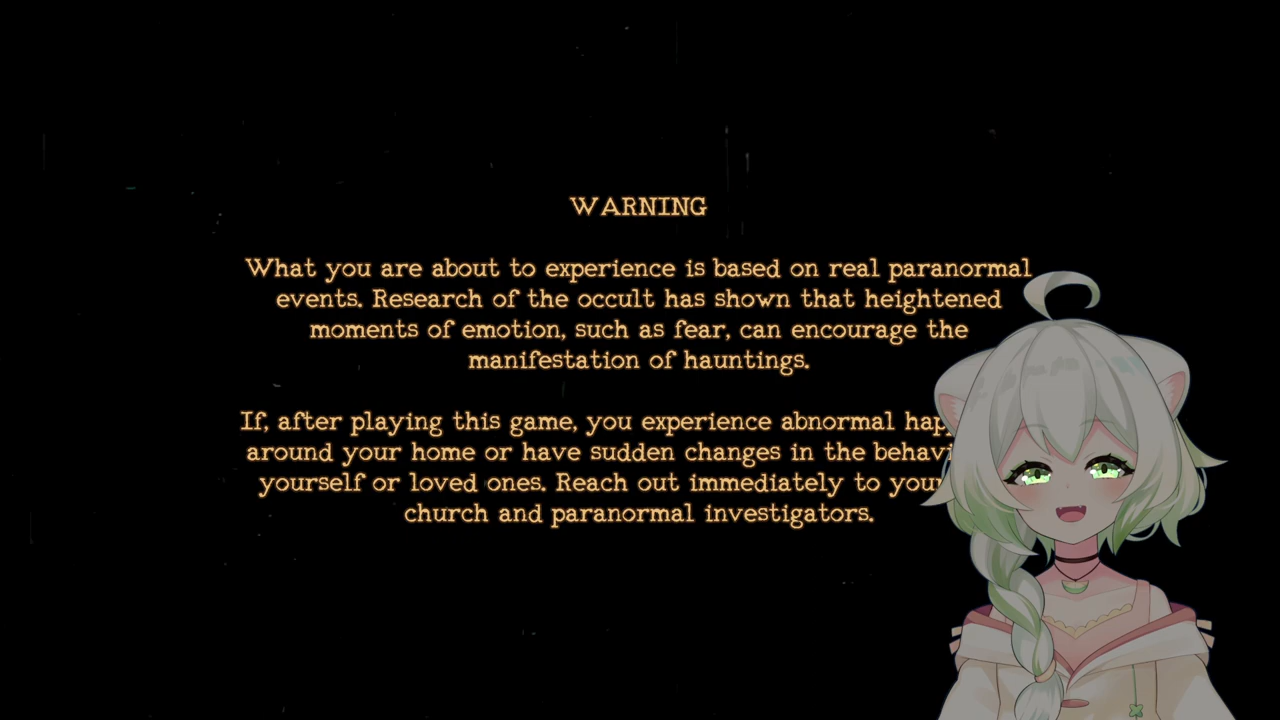 WARNING
What you are about to experience is based on real paranormal
events. Research of the occult has shown that heightened
moments of emotion, such as fear, can encourage the
manifestation of hauntings.
If, after playing this game, you experience abnormal
around your home or have sudden changes in the
yourself or loved ones. Reach out immediately to
church and paranormal investigators.